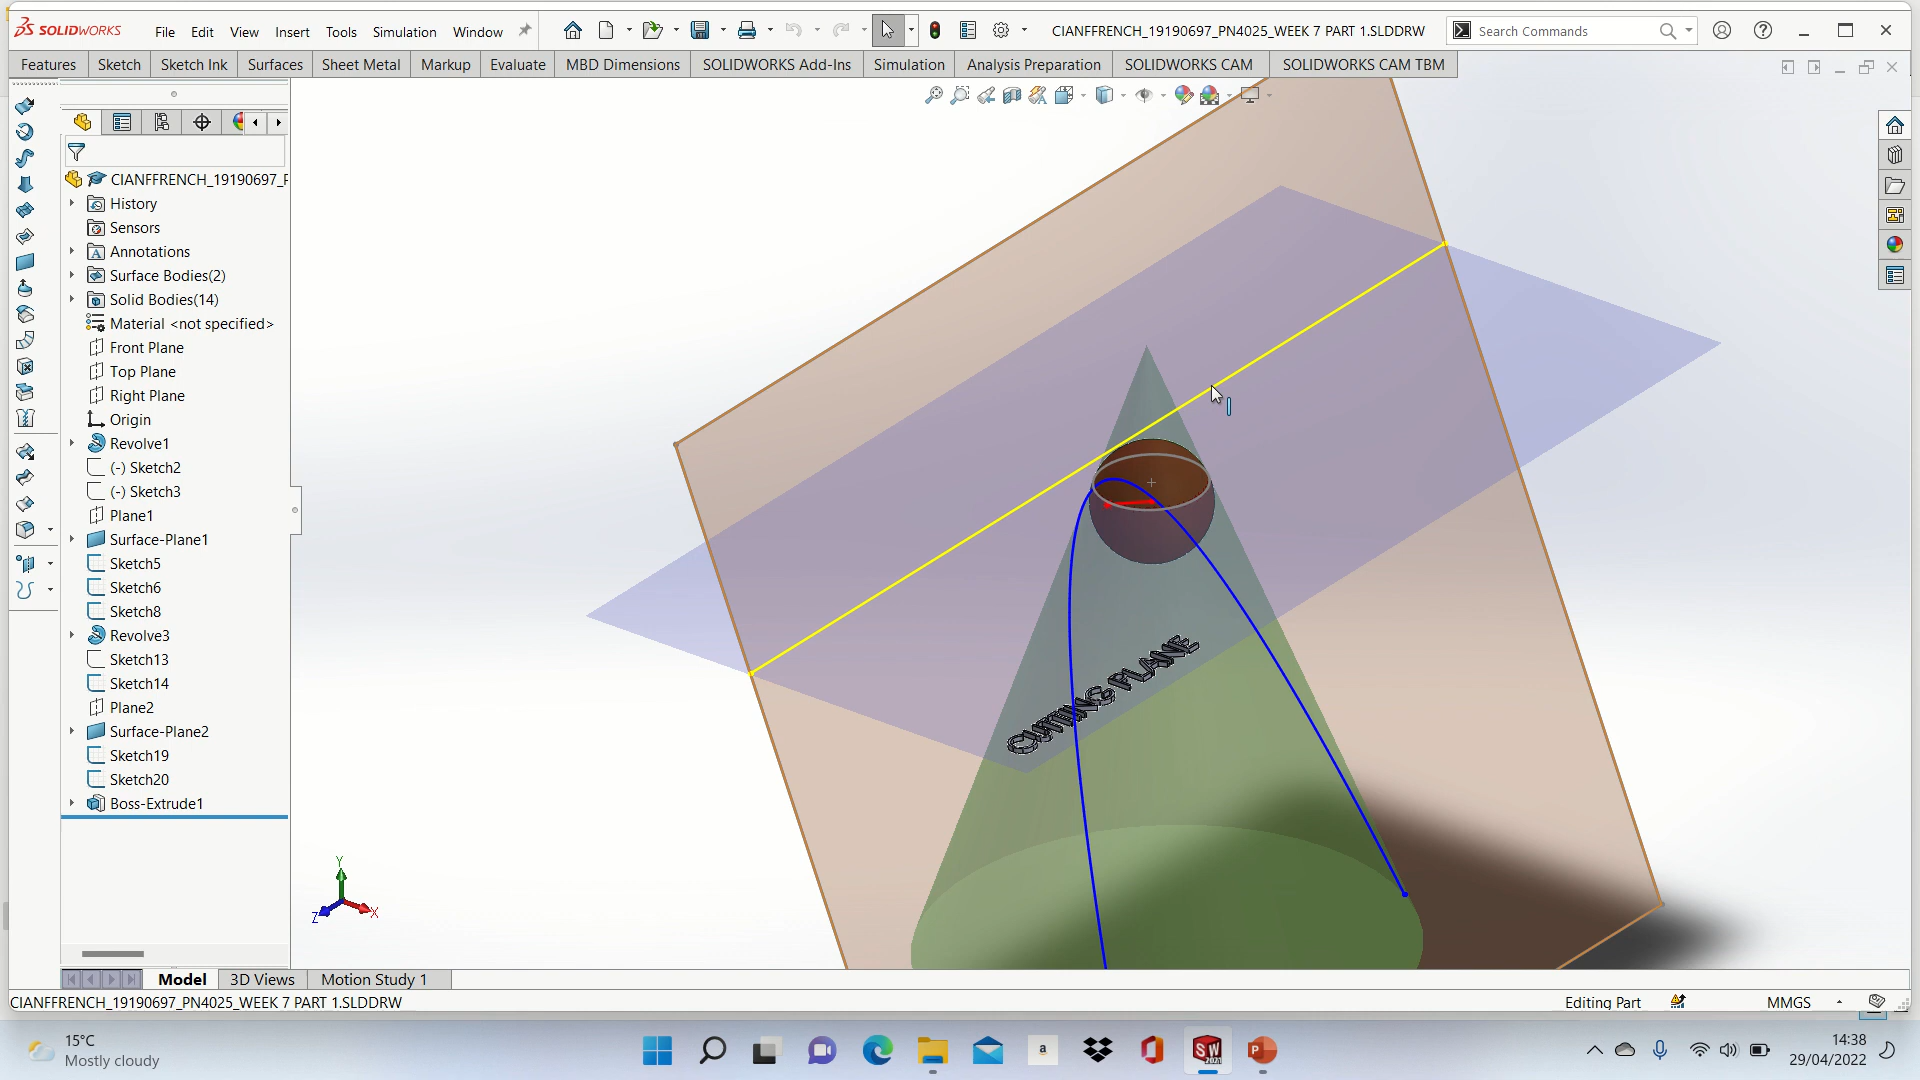 SOLIDWORKS
File Edit View Insert Tools Simulation Window
CIANFFRENCH_19190697_PN4025_WEEK 7 PART 1.SLDDRW
Search Commands
Features Sketch Sketch Ink Surfaces Sheet Metal Markup Evaluate MBD Dimensions SOLIDWORKS Add-Ins Simulation Analysis Preparation SOLIDWORKS CAM SOLIDWORKS CAM TBM
CIANFFRENCH_19190697_F
History
Sensors
Annotations
Surface Bodies(2)
Solid Bodies(14)
Material <not specified>
Front Plane
Top Plane
Right Plane
Origin
Revolve1
(-) Sketch2
(-) Sketch3
Plane1
Surface-Plane1
Sketch5
Sketch6
Sketch8
Revolve3
Sketch13
Sketch14
Plane2
Surface-Plane2
Sketch19
Sketch20
Boss-Extrude1
CUTTING PLANE
Y
Z
X
Model 3D Views Motion Study 1
CIANFFRENCH_19190697_PN4025_WEEK 7 PART 1.SLDDRW
Editing Part
MMGS
15°C
Mostly cloudy
a
SW
2021
P
14:38
29/04/2022